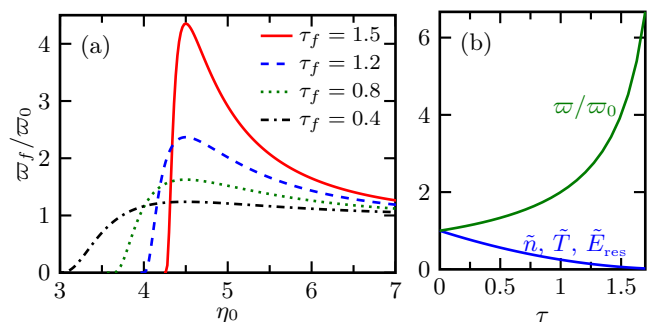 (a)
τ_f = 1.5
τ_f = 1.2
τ_f = 0.8
τ_f = 0.4
ϖ_f/ϖ_0
4
3
2
1
0
3 4 5 6 7
η_0
(b)
ϖ/ϖ_0
ñ, T̃, Ẽ_res
6
4
2
0
0 0.5 1 1.5
τ